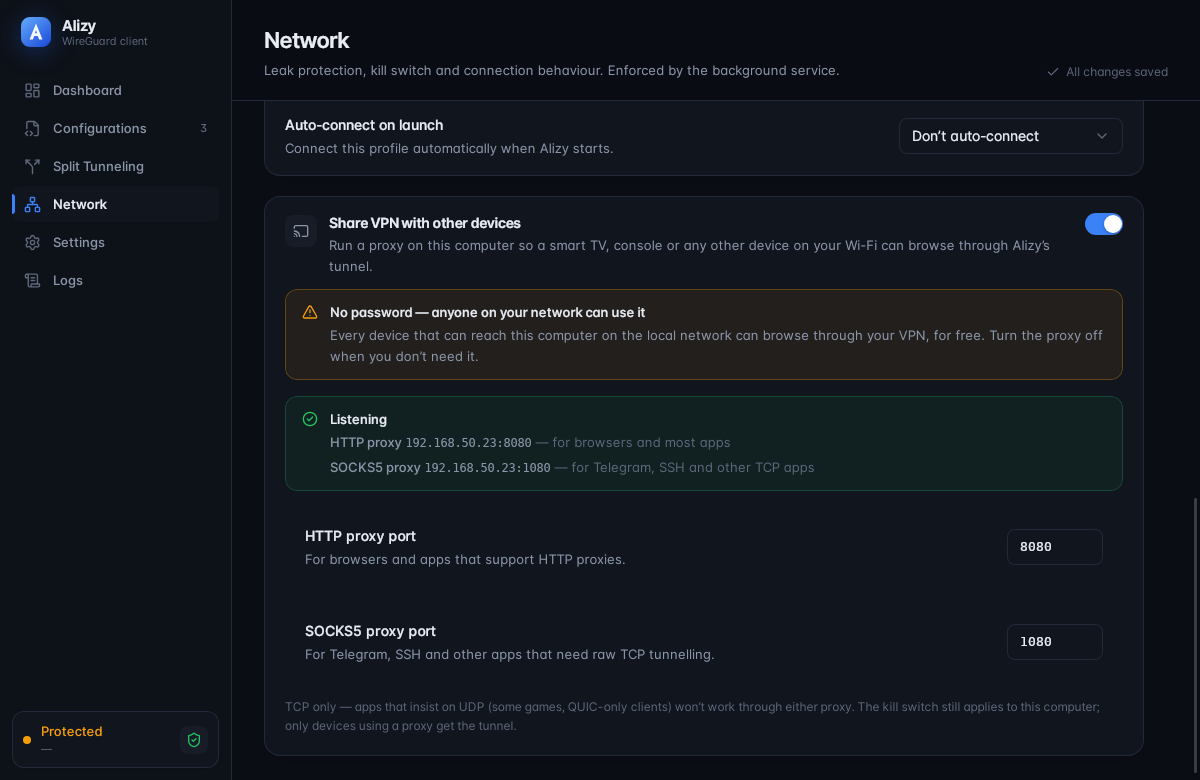 Alizy
WireGuard client
Dashboard
Configurations 3
Split Tunneling
Network
Settings
Logs
Protected
—
Network
Leak protection, kill switch and connection behaviour. Enforced by the background service.
All changes saved
Auto-connect on launch
Connect this profile automatically when Alizy starts.
Don’t auto-connect
Share VPN with other devices
Run a proxy on this computer so a smart TV, console or any other device on your Wi-Fi can browse through Alizy’s
tunnel.
No password — anyone on your network can use it
Every device that can reach this computer on the local network can browse through your VPN, for free. Turn the proxy off
when you don’t need it.
Listening
HTTP proxy 192.168.50.23:8080 — for browsers and most apps
SOCKS5 proxy 192.168.50.23:1080 — for Telegram, SSH and other TCP apps
HTTP proxy port
For browsers and apps that support HTTP proxies.
8080
SOCKS5 proxy port
For Telegram, SSH and other apps that need raw TCP tunnelling.
1080
TCP only — apps that insist on UDP (some games, QUIC-only clients) won’t work through either proxy. The kill switch still applies to this computer;
only devices using a proxy get the tunnel.